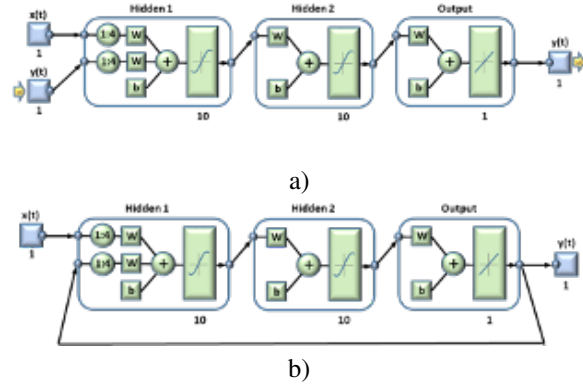 x(t) Hidden 1 Hidden 2 Output
1:4 W W W y(t)
y(t) 1:4 W + + + 1
1 b b b
1 10 10 1
a)
x(t) Hidden 1 Hidden 2 Output
1:4 W W W y(t)
1 1:4 W + + + 1
b b b
10 10 1
b)